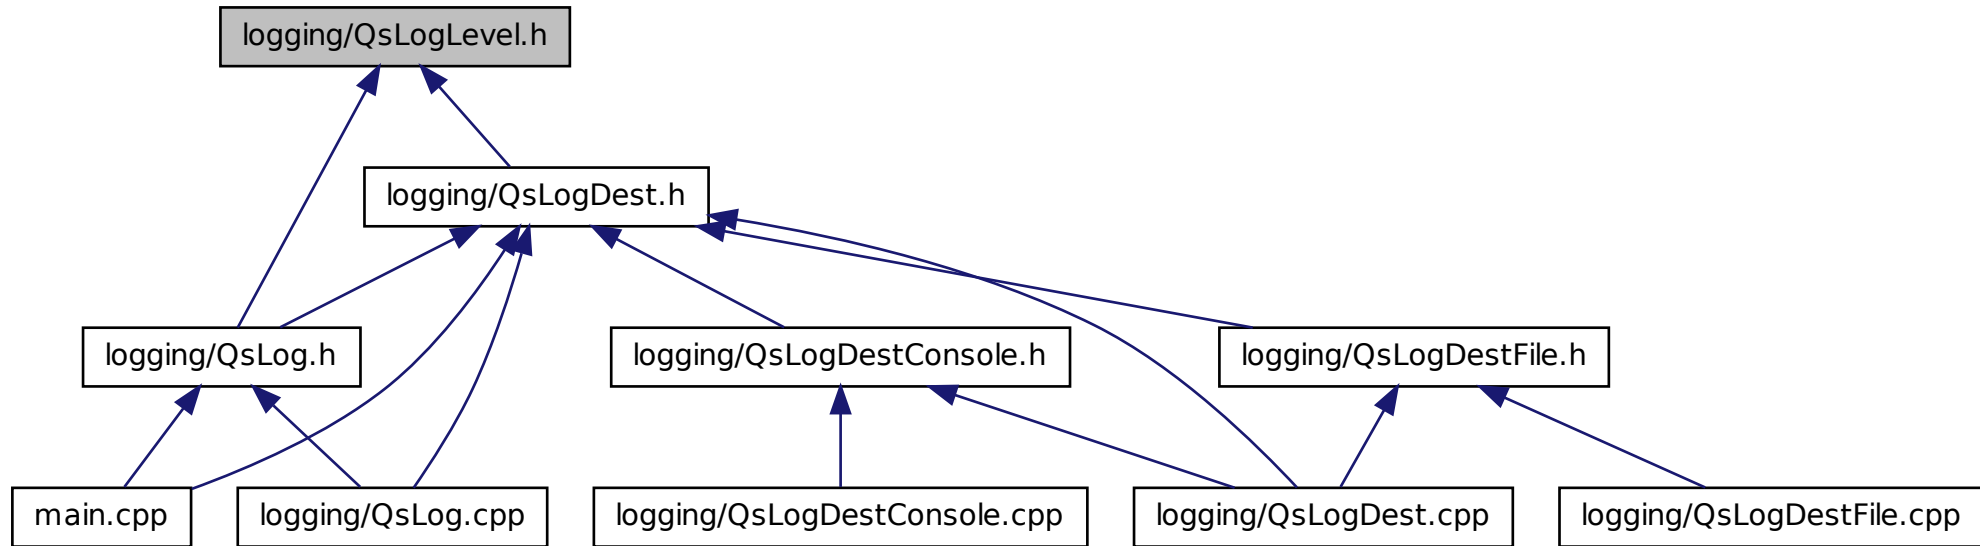 logging/QsLogLevel.h
logging/QsLogDest.h
logging/QsLog.h
logging/QsLogDestConsole.h
logging/QsLogDestFile.h
main.cpp
logging/QsLog.cpp
logging/QsLogDestConsole.cpp
logging/QsLogDest.cpp
logging/QsLogDestFile.cpp